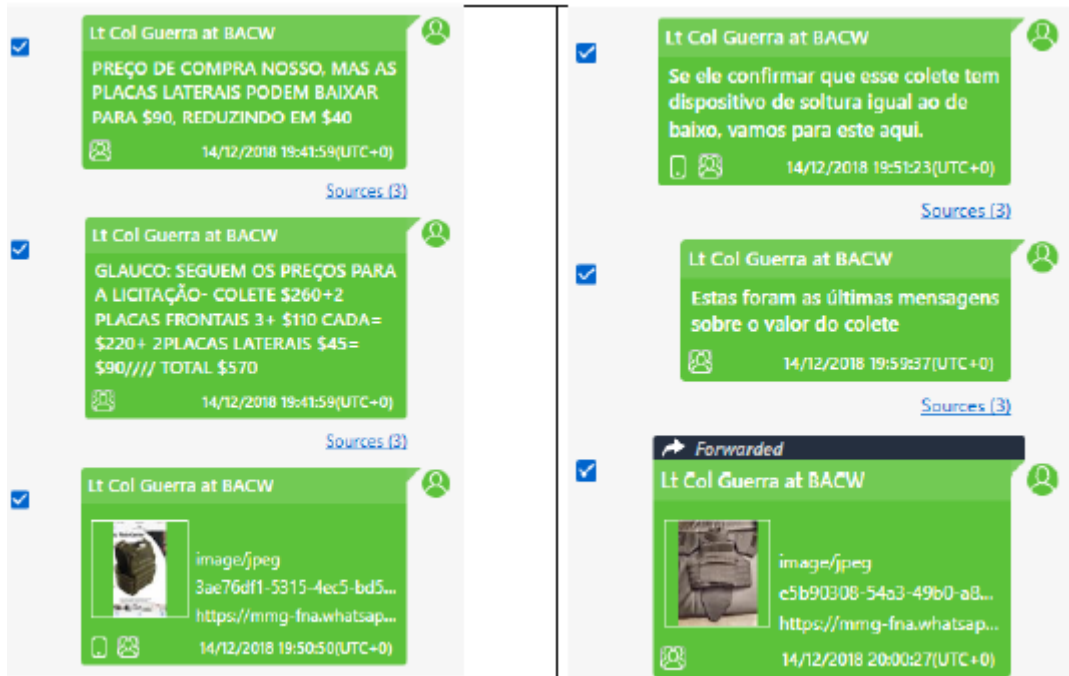 Lt Col Guerra at BACW
PREÇO DE COMPRA NOSSO, MAS AS
PLACAS LATERAIS PODEM BAIXAR
PARA $90, REDUZINDO EM $40
14/12/2018 19:41:59(UTC+0)
Sources (3)
Lt Col Guerra at BACW
GLAUCO: SEGUEM OS PREÇOS PARA
A LICITAÇÃO- COLETE $260+2
PLACAS FRONTAIS 3+ $110 CADA=
$220+ 2PLACAS LATERAIS $45=
$90//// TOTAL $570
14/12/2018 19:41:59(UTC+0)
Sources (3)
Lt Col Guerra at BACW
image/jpeg
3ae76df1-5315-4ec5-bd5...
https://mmg-fna.whatsap...
14/12/2018 19:50:50(UTC+0)
Lt Col Guerra at BACW
Se ele confirmar que esse colete tem
dispositivo de soltura igual ao de
baixo, vamos para este aqui.
14/12/2018 19:51:23(UTC+0)
Sources (3)
Lt Col Guerra at BACW
Estas foram as últimas mensagens
sobre o valor do colete
14/12/2018 19:59:37(UTC+0)
Sources (3)
Forwarded
Lt Col Guerra at BACW
image/jpeg
e5b90308-54a3-49b0-a8...
https://mmg-fna.whatsap...
14/12/2018 20:00:27(UTC+0)